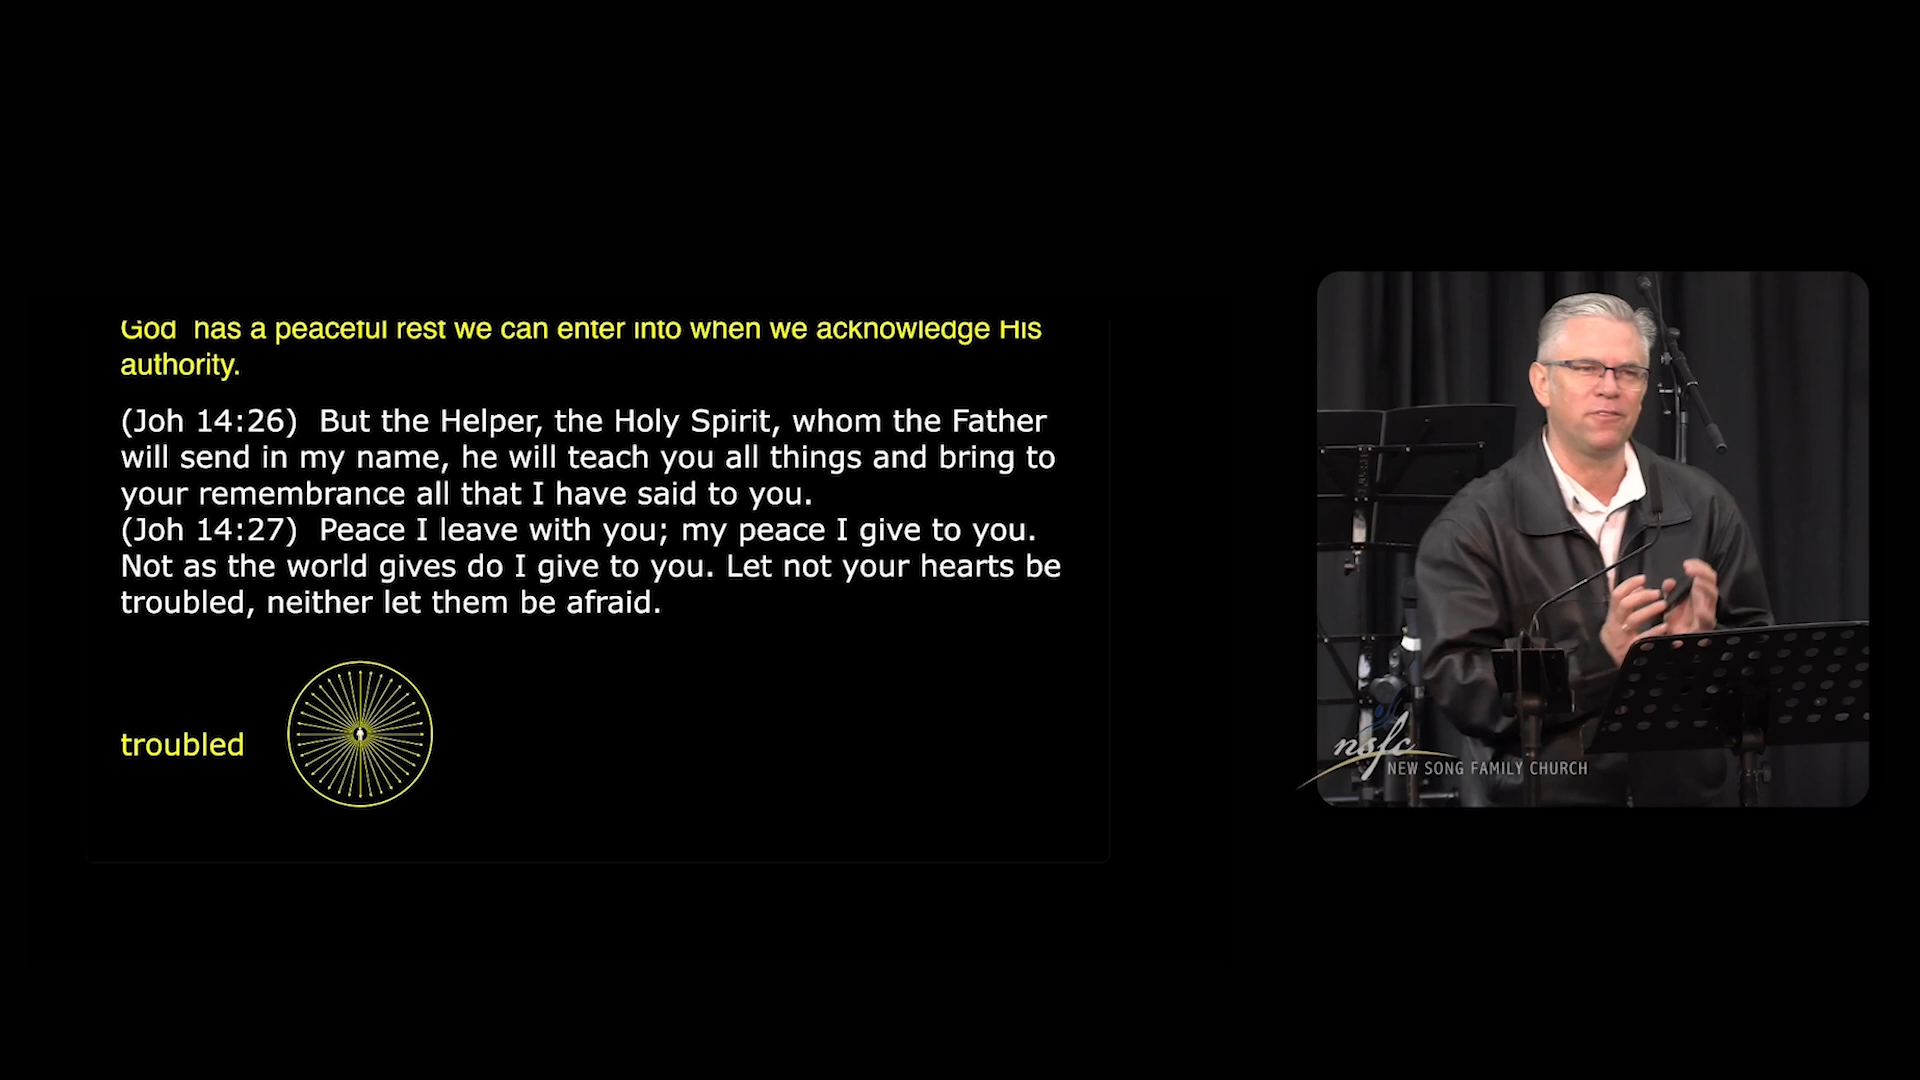 God  has a peaceful rest we can enter into when we acknowledge His
authority.
(Joh 14:26)  But the Helper, the Holy Spirit, whom the Father
will send in my name, he will teach you all things and bring to
your remembrance all that I have said to you.
(Joh 14:27)  Peace I leave with you; my peace I give to you.
Not as the world gives do I give to you. Let not your hearts be
troubled, neither let them be afraid.
troubled
nsfc
NEW SONG FAMILY CHURCH